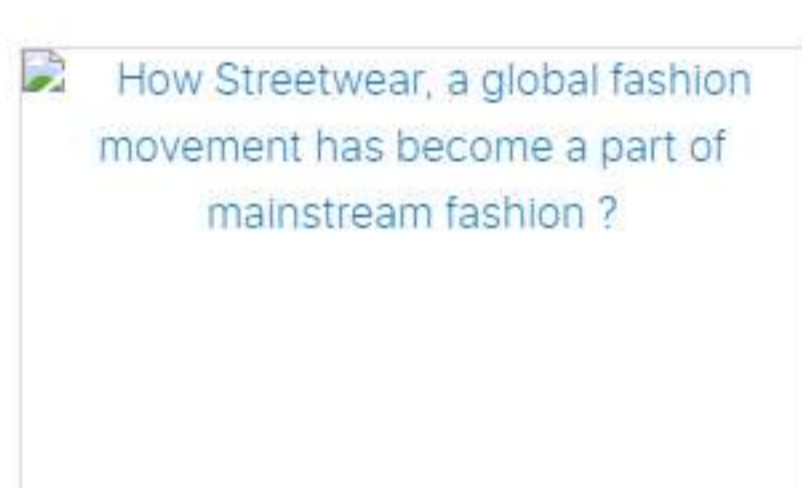 How Streetwear, a global fashion
movement has become a part of
mainstream fashion ?